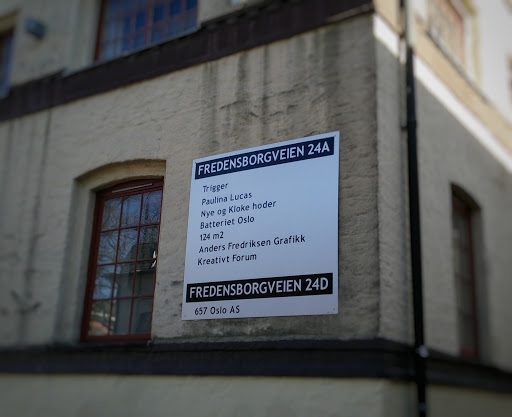 FREDENSBORGVEIEN 24A
Trigger
Paulina Lucas
Nye og Kloke hoder
Batteriet Oslo
124 m2
Anders Fredriksen Grafikk
Kreativt Forum
FREDENSBORGVEIEN 24D
657 Oslo AS